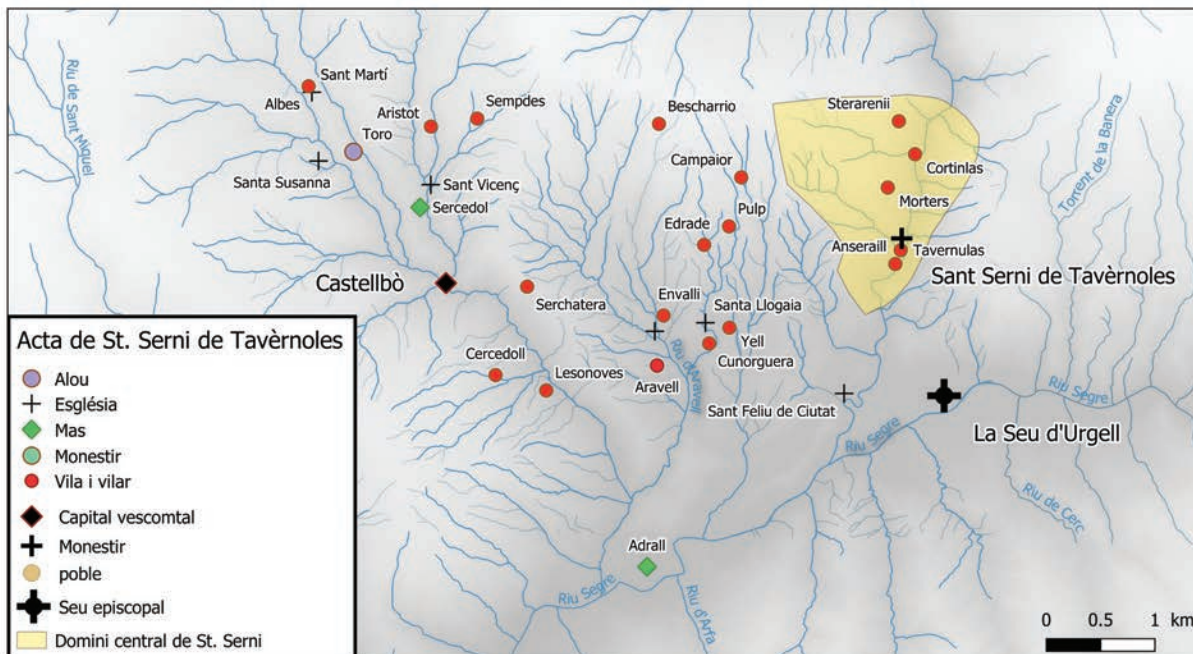 Riu de Sant Miquel
Sant Martí
Albes
Toro
Aristot
Sempdes
Santa Susanna
Sant Vicenç
Sercedol
Bescharrio
Campaior
Pulp
Edrade
Sterarenii
Cortinlas
Morters
Anseraill
Tavernulas
Torrent de la Banera
Sant Serni de Tavèrnoles
Castellbò
Serchatera
Envalli
Santa Llogaia
Yell
Cunorguera
Cercedoll
Lesonoves
Aravell
Riu d'Aravell
Sant Feliu de Ciutat
Riu Segre
Riu Segre
La Seu d'Urgell
Riu de Cerc
Adrall
Riu Segre
Riu d'Arfa
Acta de St. Serni de Tavèrnoles
Alou
Església
Mas
Monestir
Vila i vilar
Capital vescomtal
Monestir
poble
Seu episcopal
Domini central de St. Serni
0 0.5 1 km